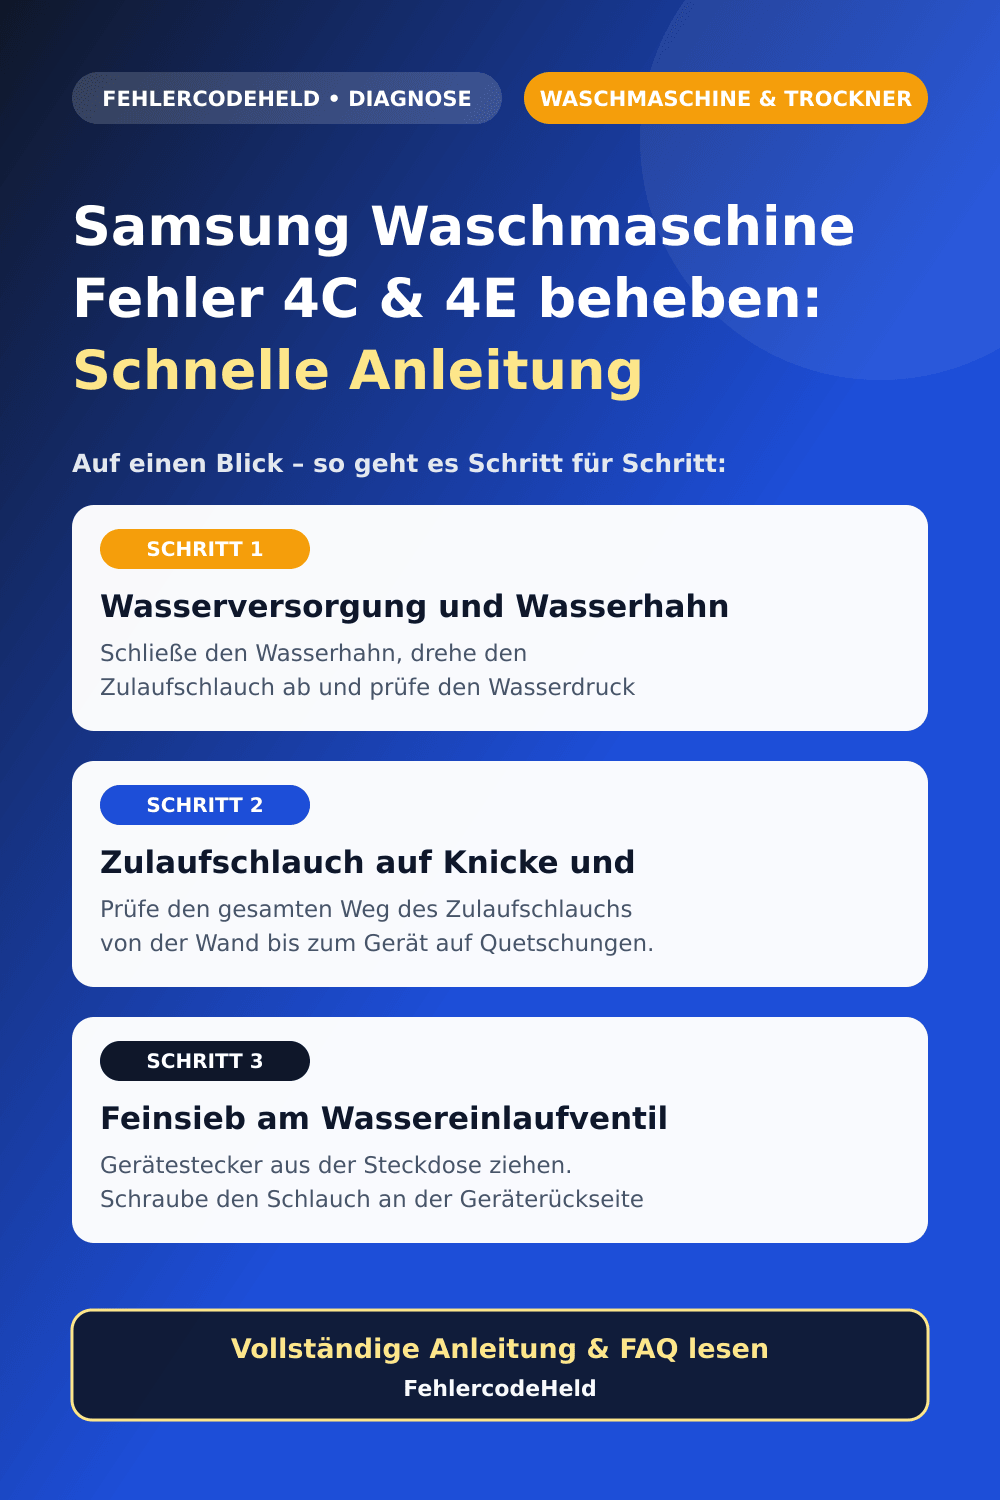 FEHLERCODEHELD • DIAGNOSE
WASCHMASCHINE & TROCKNER
Samsung Waschmaschine
Fehler 4C & 4E beheben:
Schnelle Anleitung
Auf einen Blick – so geht es Schritt für Schritt:
SCHRITT 1
Wasserversorgung und Wasserhahn
Schließe den Wasserhahn, drehe den
Zulaufschlauch ab und prüfe den Wasserdruck
SCHRITT 2
Zulaufschlauch auf Knicke und
Prüfe den gesamten Weg des Zulaufschlauchs
von der Wand bis zum Gerät auf Quetschungen.
SCHRITT 3
Feinsieb am Wassereinlaufventil
Gerätestecker aus der Steckdose ziehen.
Schraube den Schlauch an der Geräterückseite
Vollständige Anleitung & FAQ lesen
FehlercodeHeld